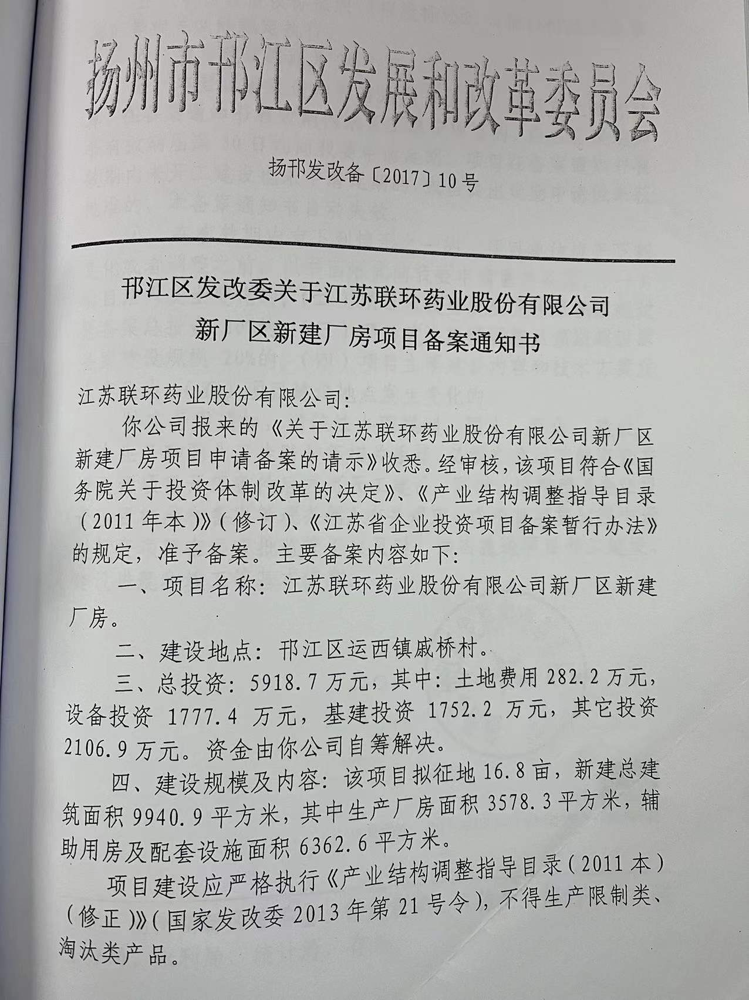 扬州市邗江区发展和改革委员会
扬邗发改备〔2017〕10号
邗江区发改委关于江苏联环药业股份有限公司
新厂区新建厂房项目备案通知书
江苏联环药业股份有限公司：
你公司报来的《关于江苏联环药业股份有限公司新厂区
新建厂房项目申请备案的请示》收悉。经审核，该项目符合《国
务院关于投资体制改革的决定》、《产业结构调整指导目录
（2011年本）》（修订）、《江苏省企业投资项目备案暂行办法》
的规定，准予备案。主要备案内容如下：
一、项目名称：江苏联环药业股份有限公司新厂区新建
厂房。
二、建设地点：邗江区运西镇戚桥村。
三、总投资：5918.7万元，其中：土地费用282.2万元，
设备投资 1777.4 万元，基建投资 1752.2 万元，其它投资
2106.9万元。资金由你公司自筹解决。
四、建设规模及内容：该项目拟征地16.8亩，新建总建
筑面积9940.9平方米，其中生产厂房面积3578.3平方米，辅
助用房及配套设施面积6362.6平方米。
项目建设应严格执行《产业结构调整指导目录（2011本）
（修正）》（国家发改委2013年第21号令），不得生产限制类、
淘汰类产品。